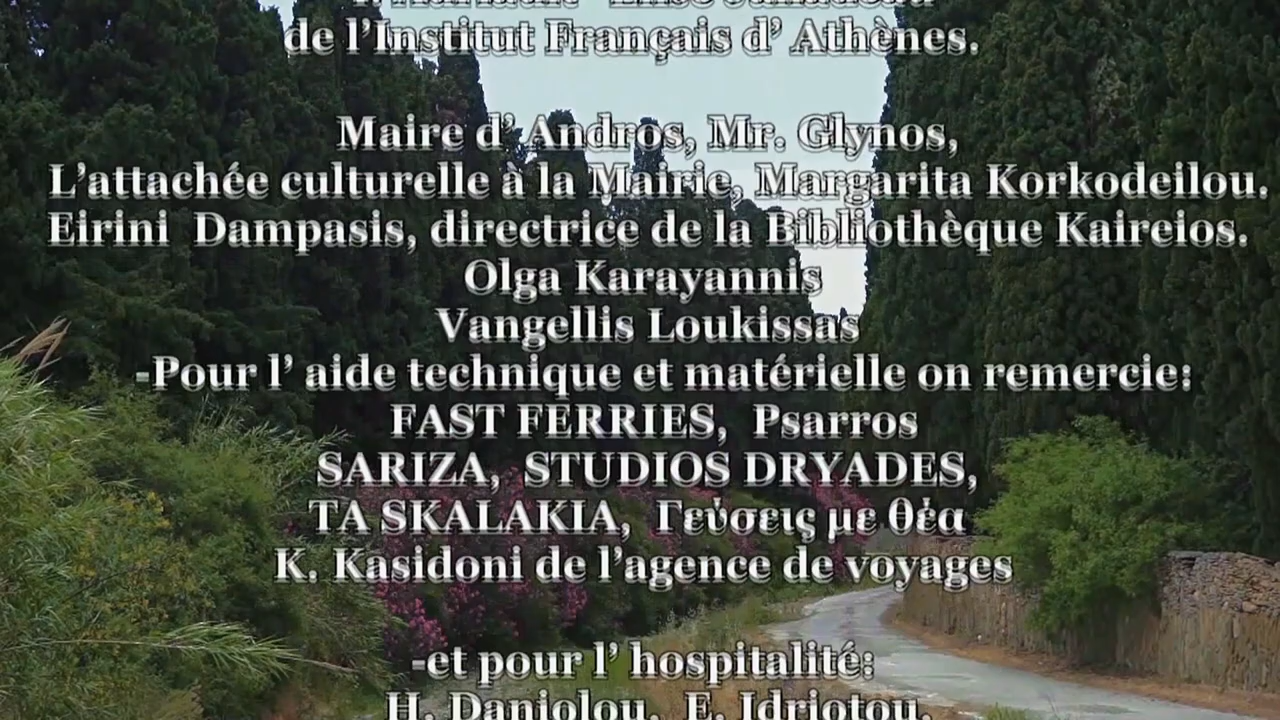 de l'Institut Français d' Athènes.
Maire d' Andros, Mr. Glynos,
L'attachée culturelle à la Mairie, Margarita Korkodeilou.
Eirini Dampasis, directrice de la Bibliothèque Kaireios.
Olga Karayannis
Vangellis Loukissas
-Pour l' aide technique et matérielle on remercie:
FAST FERRIES, Psarros
SARIZA, STUDIOS DRYADES,
TA SKALAKIA, Γεύσεις με θέα
K. Kasidoni de l'agence de voyages
-et pour l' hospitalité:
H. Daniolou, E. Idriotou,